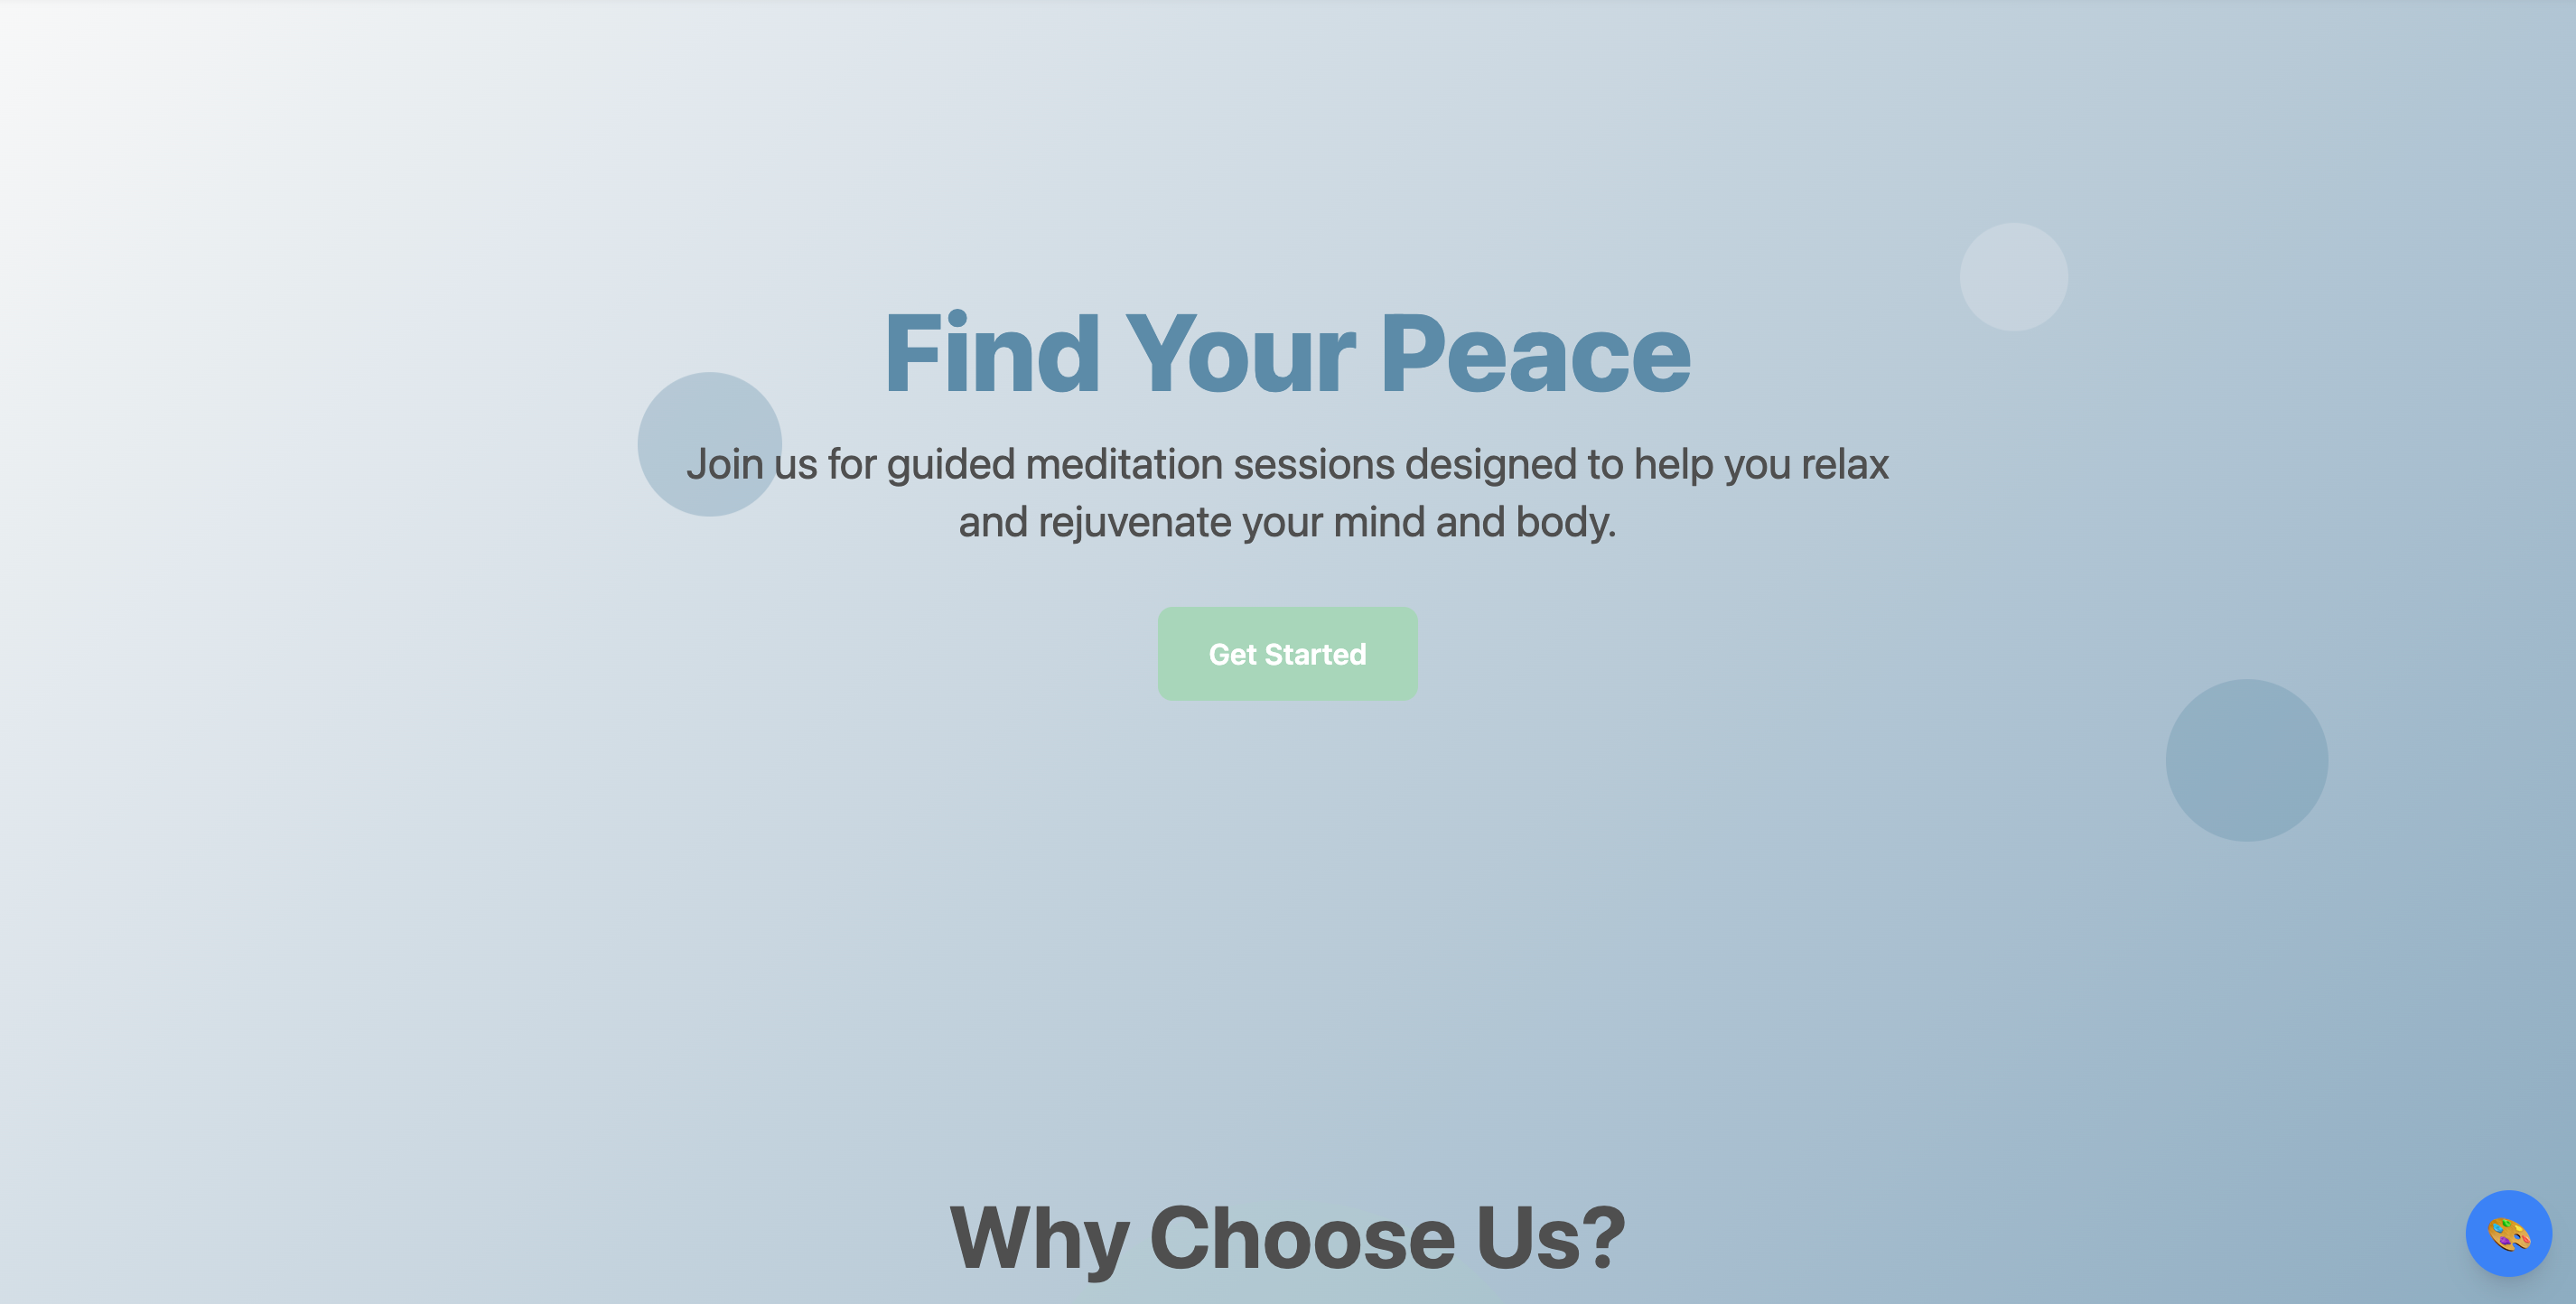 Find Your Peace
Join us for guided meditation sessions designed to help you relax
and rejuvenate your mind and body.
Get Started
Why Choose Us?